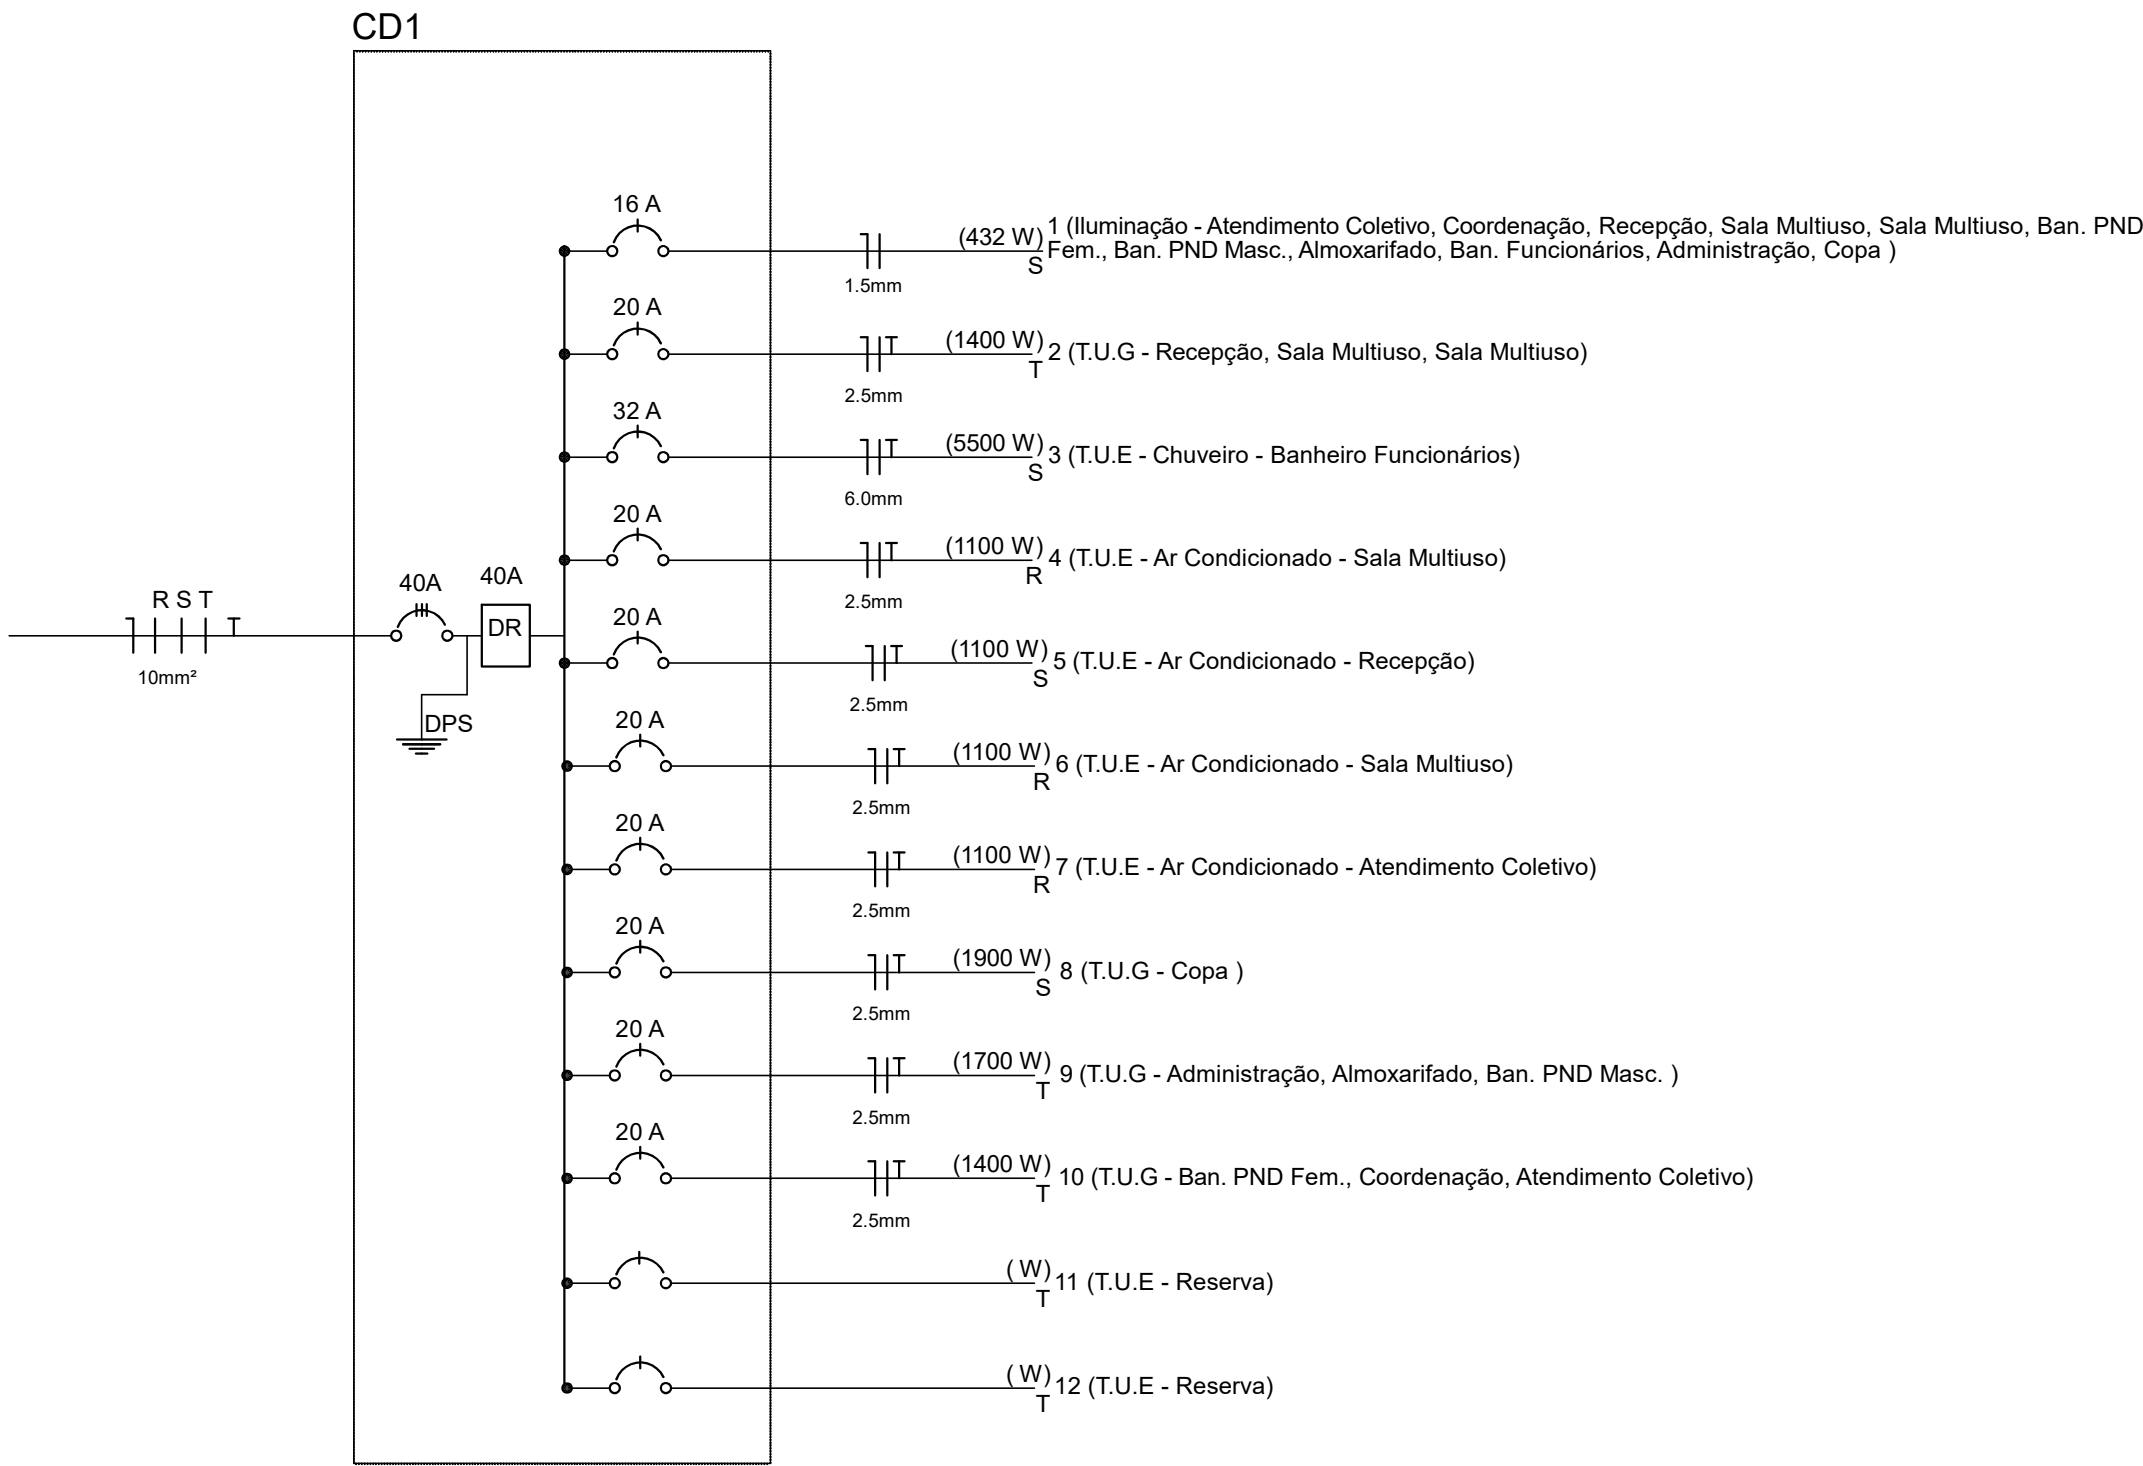 CD1
16 A
(432 W)
1 (Iluminação - Atendimento Coletivo, Coordenação, Recepção, Sala Multiuso, Sala Multiuso, Ban. PND
Fem., Ban. PND Masc., Almoxarifado, Ban. Funcionários, Administração, Copa )
S
1.5mm
20 A
(1400 W)
2 (T.U.G - Recepção, Sala Multiuso, Sala Multiuso)
T
2.5mm
32 A
(5500 W)
3 (T.U.E - Chuveiro - Banheiro Funcionários)
S
6.0mm
20 A
(1100 W)
4 (T.U.E - Ar Condicionado - Sala Multiuso)
R
2.5mm
R S T
10mm²
40A
40A
DR
DPS
20 A
(1100 W)
5 (T.U.E - Ar Condicionado - Recepção)
S
2.5mm
20 A
(1100 W)
6 (T.U.E - Ar Condicionado - Sala Multiuso)
R
2.5mm
20 A
(1100 W)
7 (T.U.E - Ar Condicionado - Atendimento Coletivo)
R
2.5mm
20 A
(1900 W)
8 (T.U.G - Copa )
S
2.5mm
20 A
(1700 W)
9 (T.U.G - Administração, Almoxarifado, Ban. PND Masc. )
T
2.5mm
20 A
(1400 W)
10 (T.U.G - Ban. PND Fem., Coordenação, Atendimento Coletivo)
T
2.5mm
( W)
11 (T.U.E - Reserva)
T
( W)
12 (T.U.E - Reserva)
T